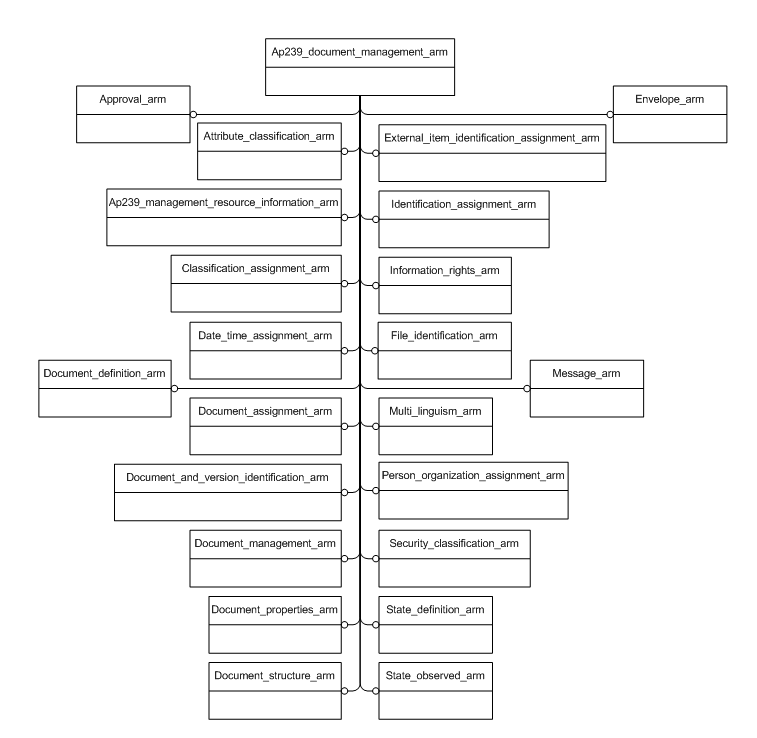 Ap239_document_management_arm
Approval_arm
Envelope_arm
Attribute_classification_arm
External_item_identification_assignment_arm
Ap239_management_resource_information_arm
Identification_assignment_arm
Classification_assignment_arm
Information_rights_arm
Date_time_assignment_arm
File_identification_arm
Document_definition_arm
Message_arm
Document_assignment_arm
Multi_linguism_arm
Document_and_version_identification_arm
Person_organization_assignment_arm
Document_management_arm
Security_classification_arm
Document_properties_arm
State_definition_arm
Document_structure_arm
State_observed_arm